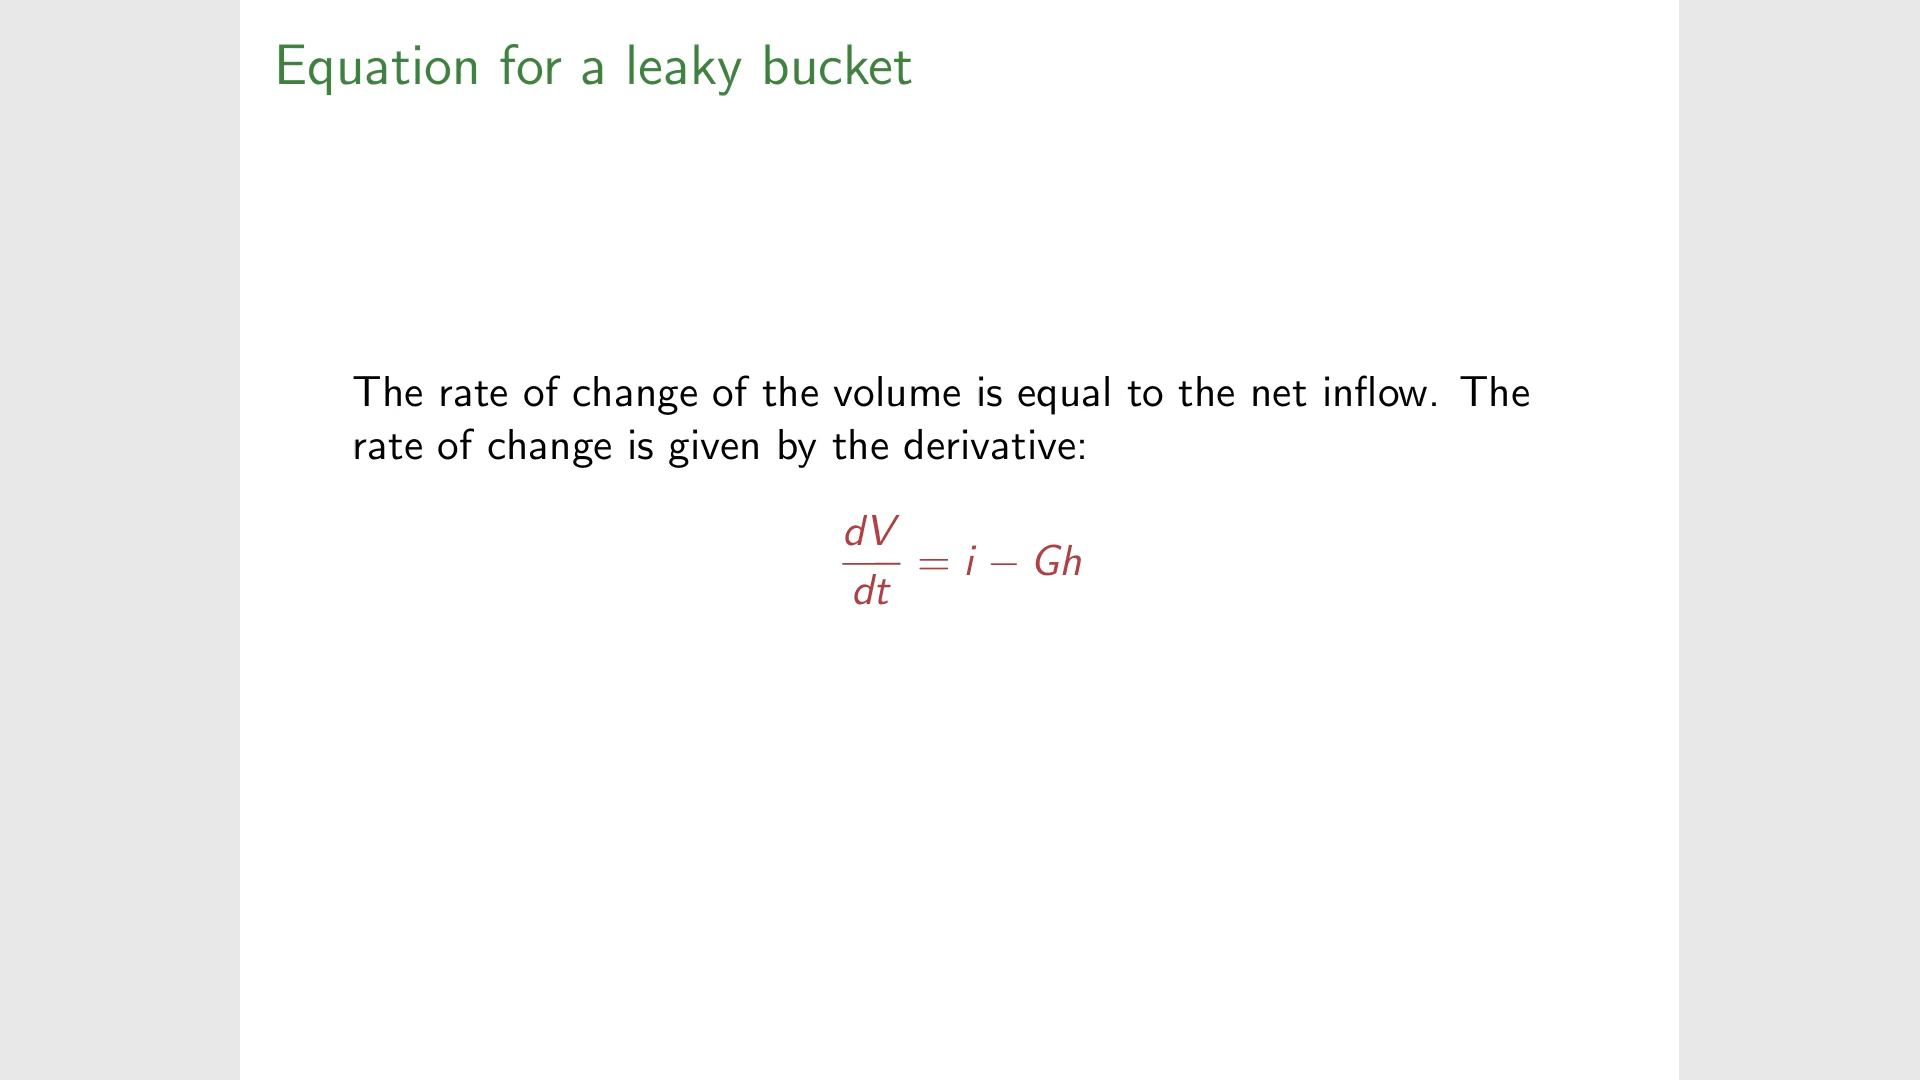 Equation for a leaky bucket
The rate of change of the volume is equal to the net inflow. The
rate of change is given by the derivative:
dV/dt = i − Gh